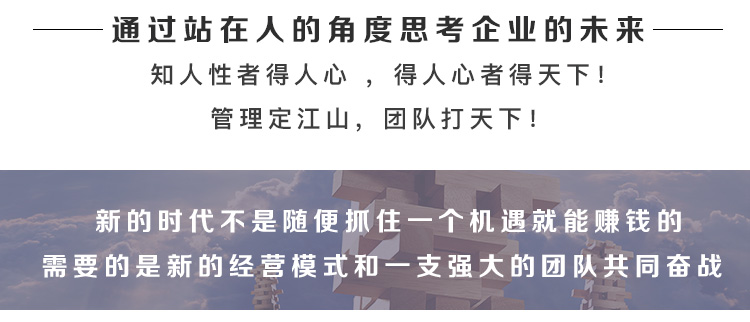 通过站在人的角度思考企业的未来
知人性者得人心 ，得人心者得天下！
管理定江山，团队打天下！
新的时代不是随便抓住一个机遇就能赚钱的
需要的是新的经营模式和一支强大的团队共同奋战